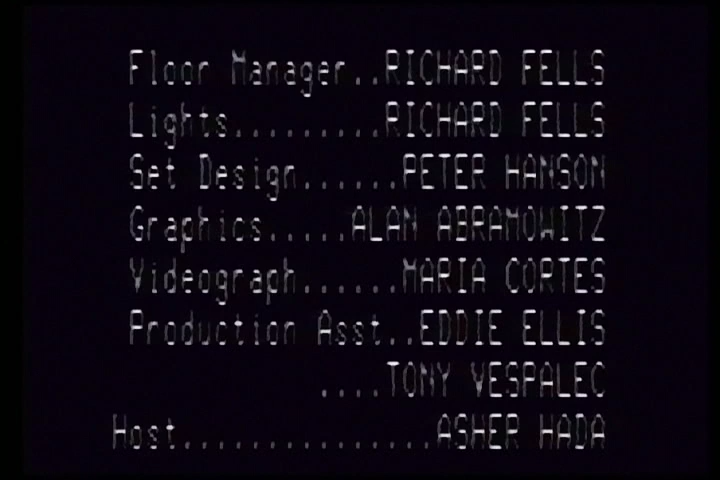 Floor Manager..RICHARD FELLS
Lights.........RICHARD FELLS
Set Design......PETER HANSON
Graphics.....ALAN ABRAMOWITZ
Videograph......MARIA CORTES
Production Asst..EDDIE ELLIS
....TONY VESPALEC
Host...............ASHER HADA